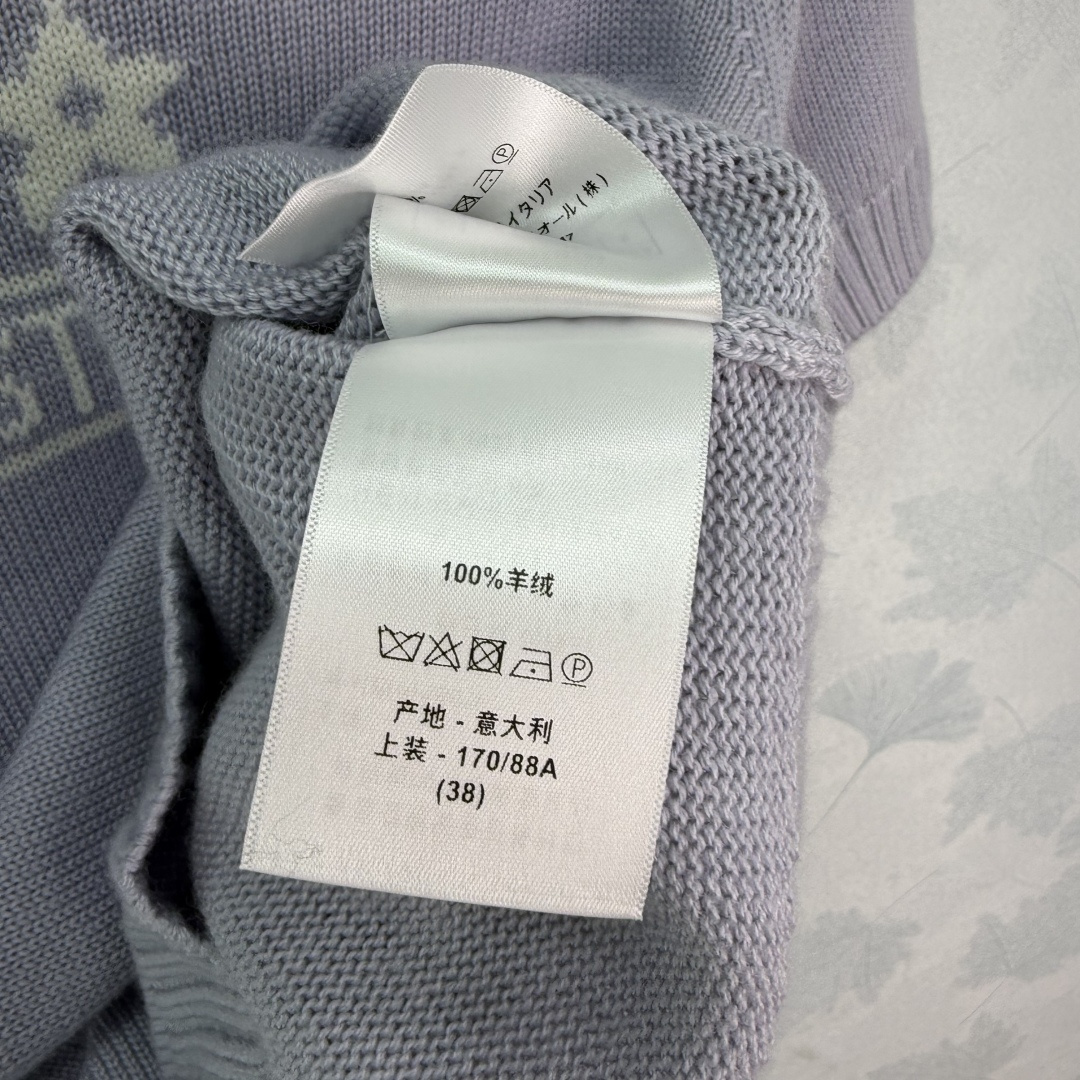 イタリア
オール(株)
ST
100%羊绒
P
产地 - 意大利
上装 - 170/88A
(38)